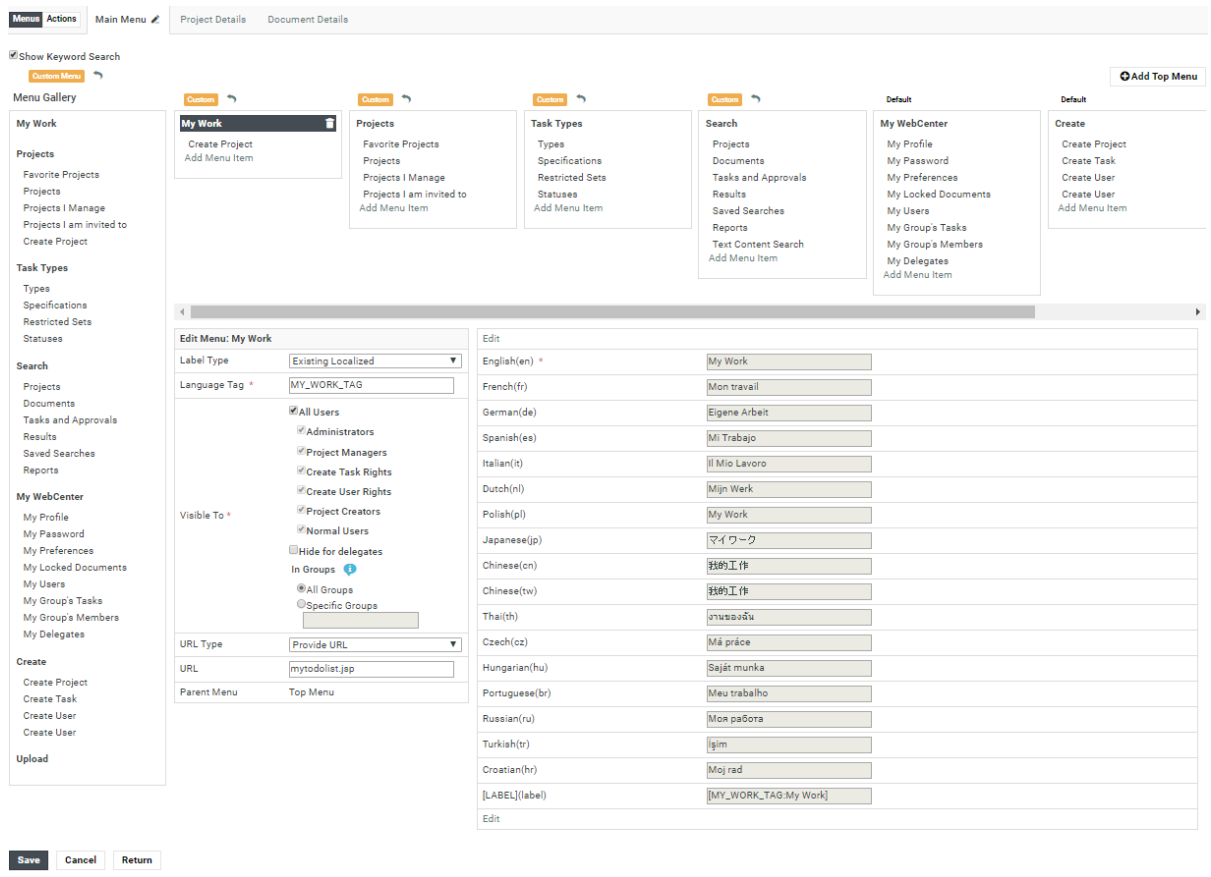 Menus Actions Main Menu Project Details Document Details
Show Keyword Search
Custom Menu
Add Top Menu
Menu Gallery
My Work
Projects
Favorite Projects
Projects
Projects I Manage
Projects I am invited to
Create Project
Task Types
Types
Specifications
Restricted Sets
Statuses
Search
Projects
Documents
Tasks and Approvals
Results
Saved Searches
Reports
My WebCenter
My Profile
My Password
My Preferences
My Locked Documents
My Users
My Group's Tasks
My Group's Members
My Delegates
Create
Create Project
Create Task
Create User
Create User
Upload
Custom
My Work
Create Project
Add Menu Item
Custom
Projects
Favorite Projects
Projects
Projects I Manage
Projects I am invited to
Add Menu Item
Custom
Task Types
Types
Specifications
Restricted Sets
Statuses
Add Menu Item
Custom
Search
Projects
Documents
Tasks and Approvals
Results
Saved Searches
Reports
Text Content Search
Add Menu Item
Default
My WebCenter
My Profile
My Password
My Preferences
My Locked Documents
My Users
My Group's Tasks
My Group's Members
My Delegates
Add Menu Item
Default
Create
Create Project
Create Task
Create User
Create User
Add Menu Item
Edit Menu: My Work
Label Type Existing Localized
Language Tag * MY_WORK_TAG
Visible To *
All Users
Administrators
Project Managers
Create Task Rights
Create User Rights
Project Creators
Normal Users
Hide for delegates
In Groups
All Groups
Specific Groups
URL Type Provide URL
URL mytodolist.jsp
Parent Menu Top Menu
Edit
English(en) * My Work
French(fr) Mon travail
German(de) Eigene Arbeit
Spanish(es) Mi Trabajo
Italian(it) Il Mio Lavoro
Dutch(nl) Mijn Werk
Polish(pl) My Work
Japanese(jp) マイワーク
Chinese(cn) 我的工作
Chinese(tw) 我的工作
Thai(th) งานของฉัน
Czech(cz) Má práce
Hungarian(hu) Saját munka
Portuguese(br) Meu trabalho
Russian(ru) Моя работа
Turkish(tr) İşim
Croatian(hr) Moj rad
[LABEL](label) [MY_WORK_TAG:My Work]
Edit
Save Cancel Return